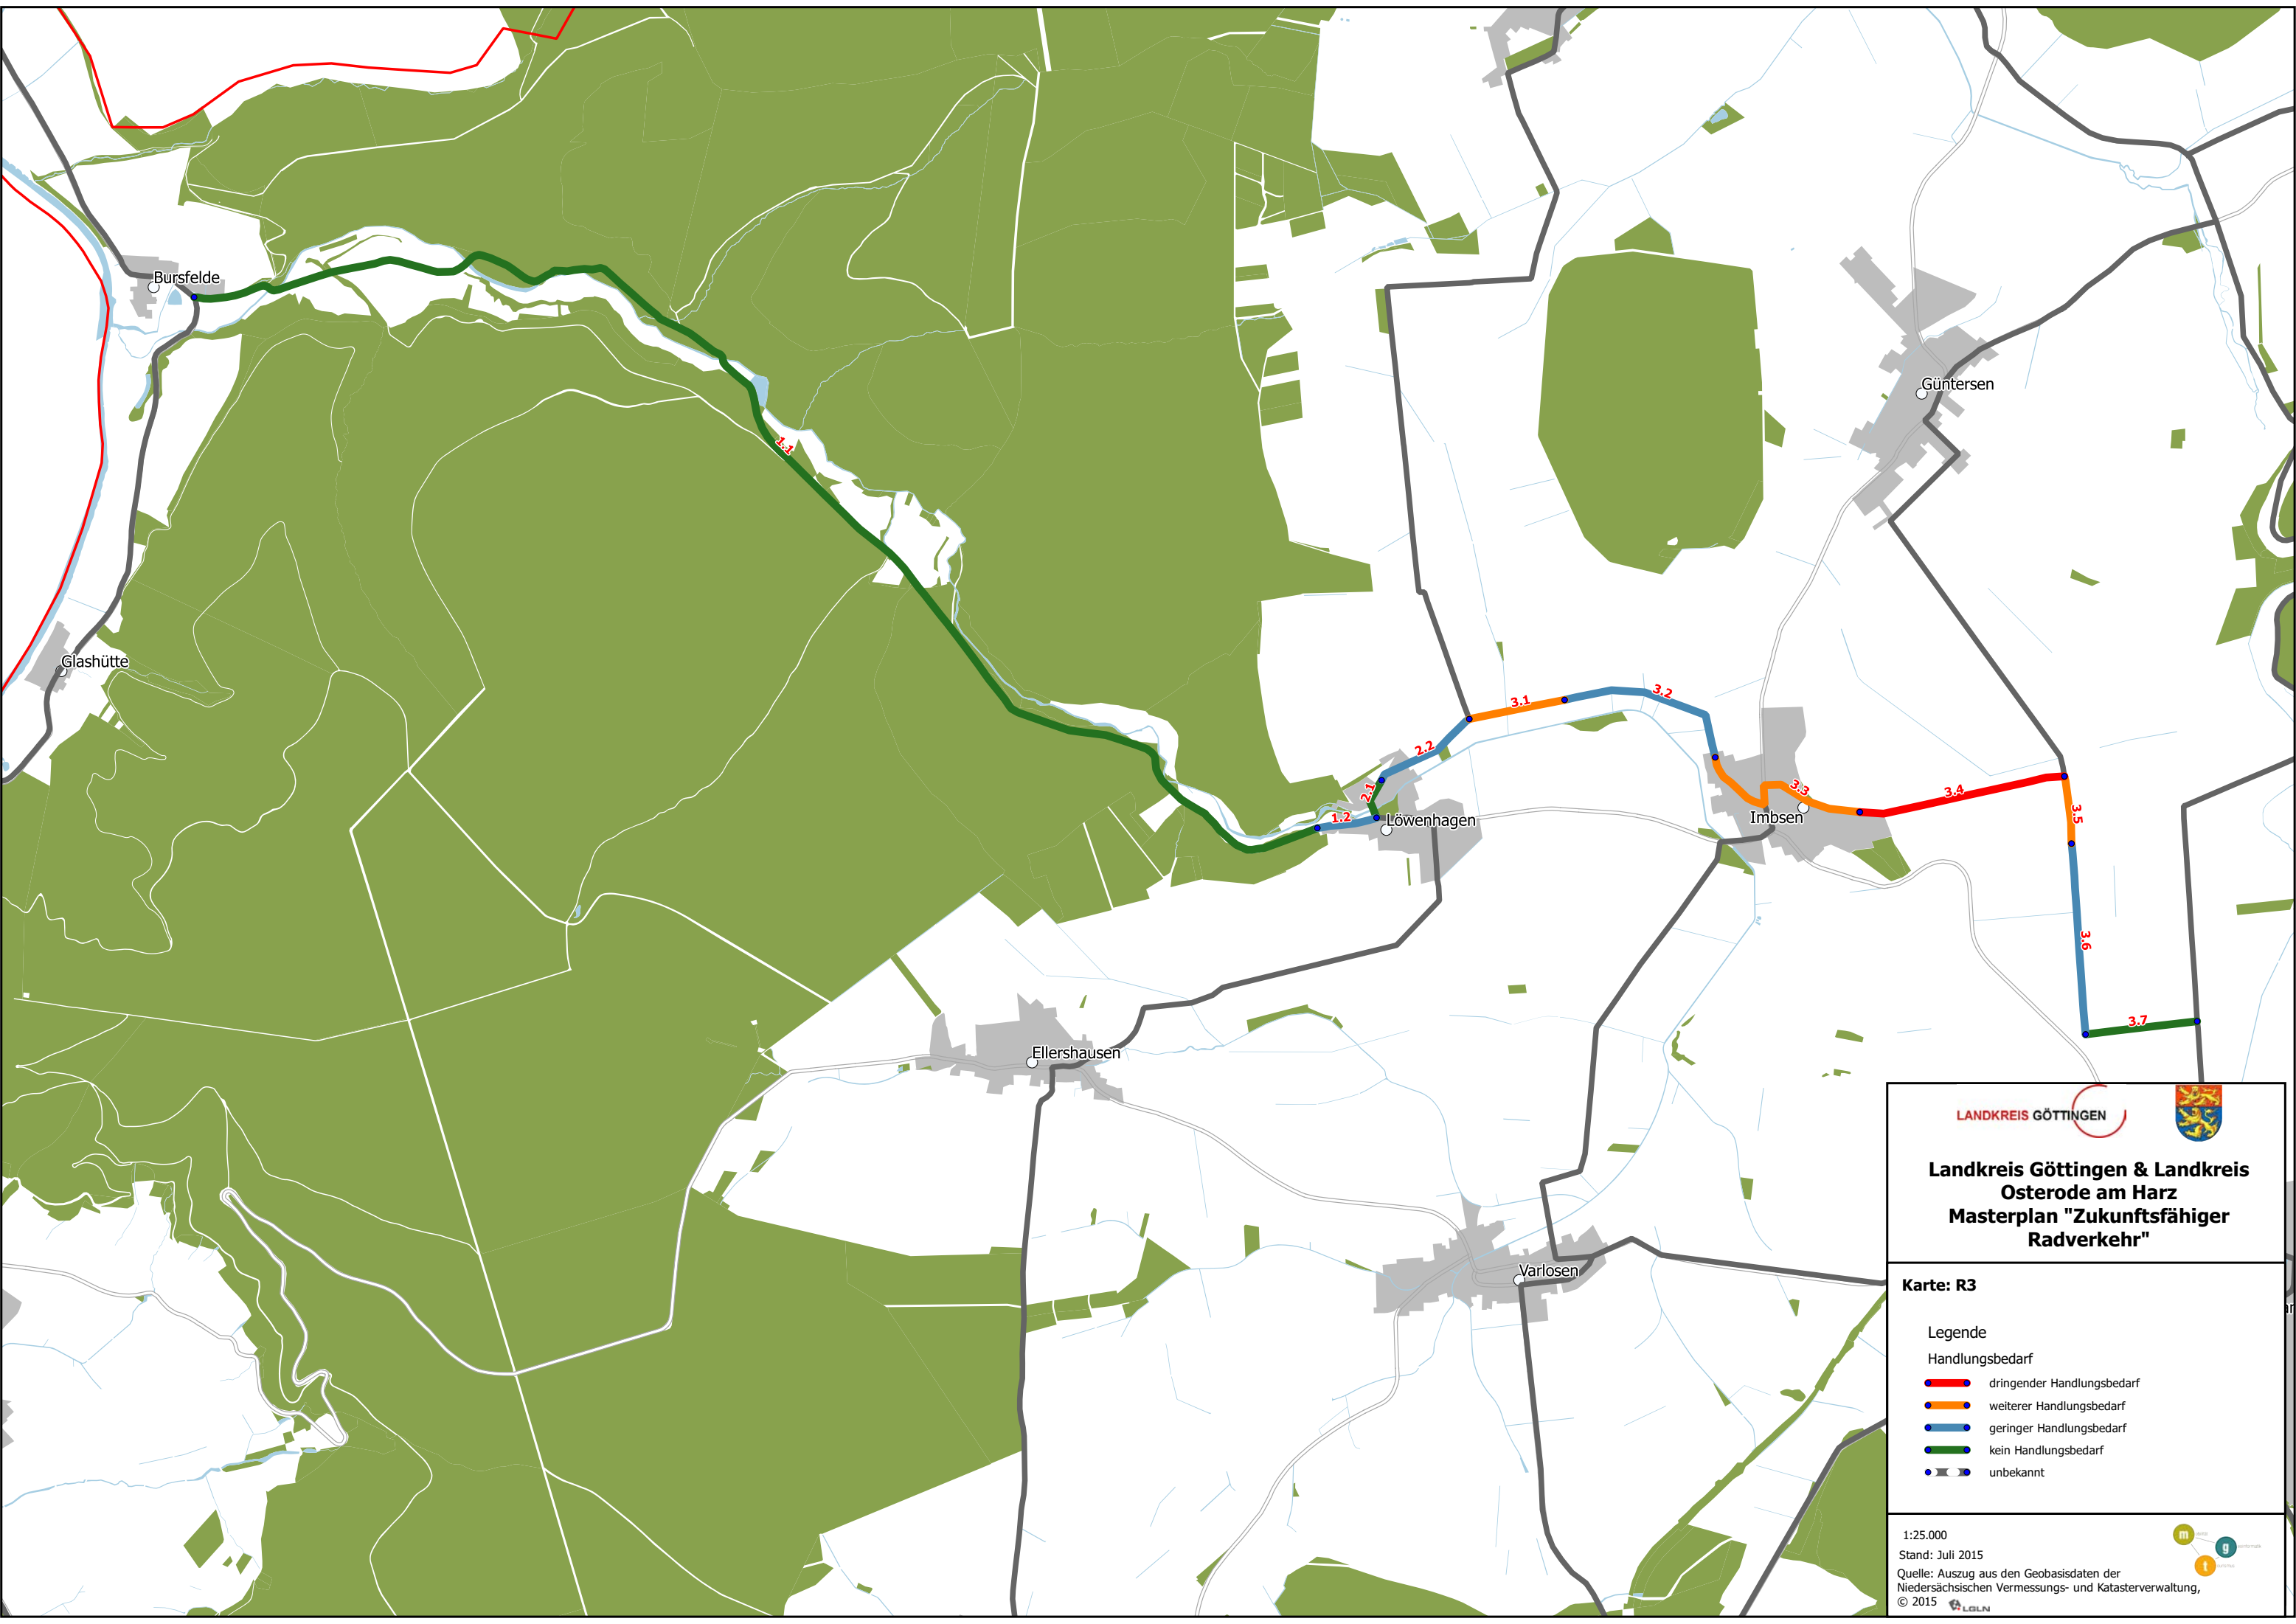 Bursfelde
Güntersen
1.1
Glashütte
3.1
3.2
2.2
2.1
1.2
Löwenhagen
3.3
3.4
Imbsen
3.5
3.6
3.7
Ellershausen
Varlosen
LANDKREIS GÖTTINGEN
Landkreis Göttingen & Landkreis
Osterode am Harz
Masterplan "Zukunftsfähiger
Radverkehr"
Karte: R3
Legende
Handlungsbedarf
dringender Handlungsbedarf
weiterer Handlungsbedarf
geringer Handlungsbedarf
kein Handlungsbedarf
unbekannt
1:25.000
Stand: Juli 2015
Quelle: Auszug aus den Geobasisdaten der
Niedersächsischen Vermessungs- und Katasterverwaltung,
© 2015 LGLN
m
g
t